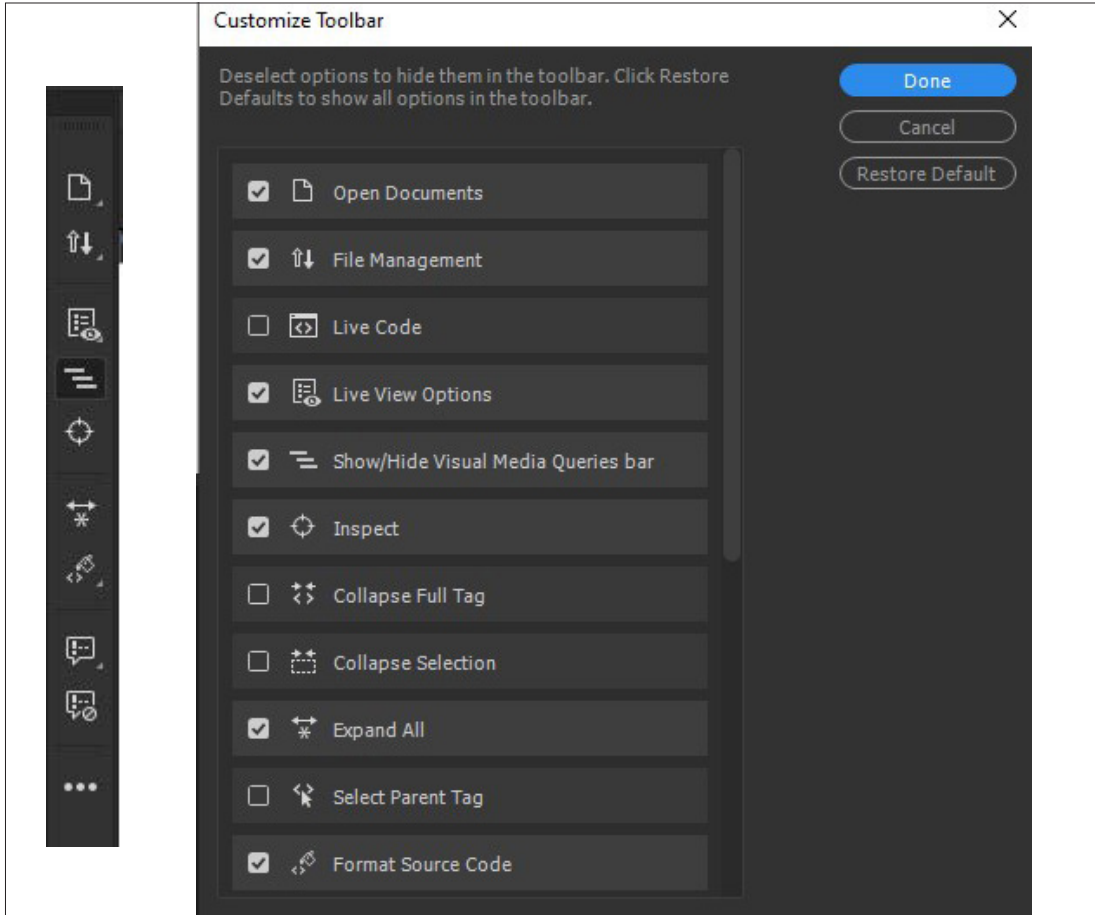 Customize Toolbar
Deselect options to hide them in the toolbar. Click Restore
Defaults to show all options in the toolbar.
Done
Cancel
Restore Default
Open Documents
File Management
Live Code
Live View Options
Show/Hide Visual Media Queries bar
Inspect
Collapse Full Tag
Collapse Selection
Expand All
Select Parent Tag
Format Source Code